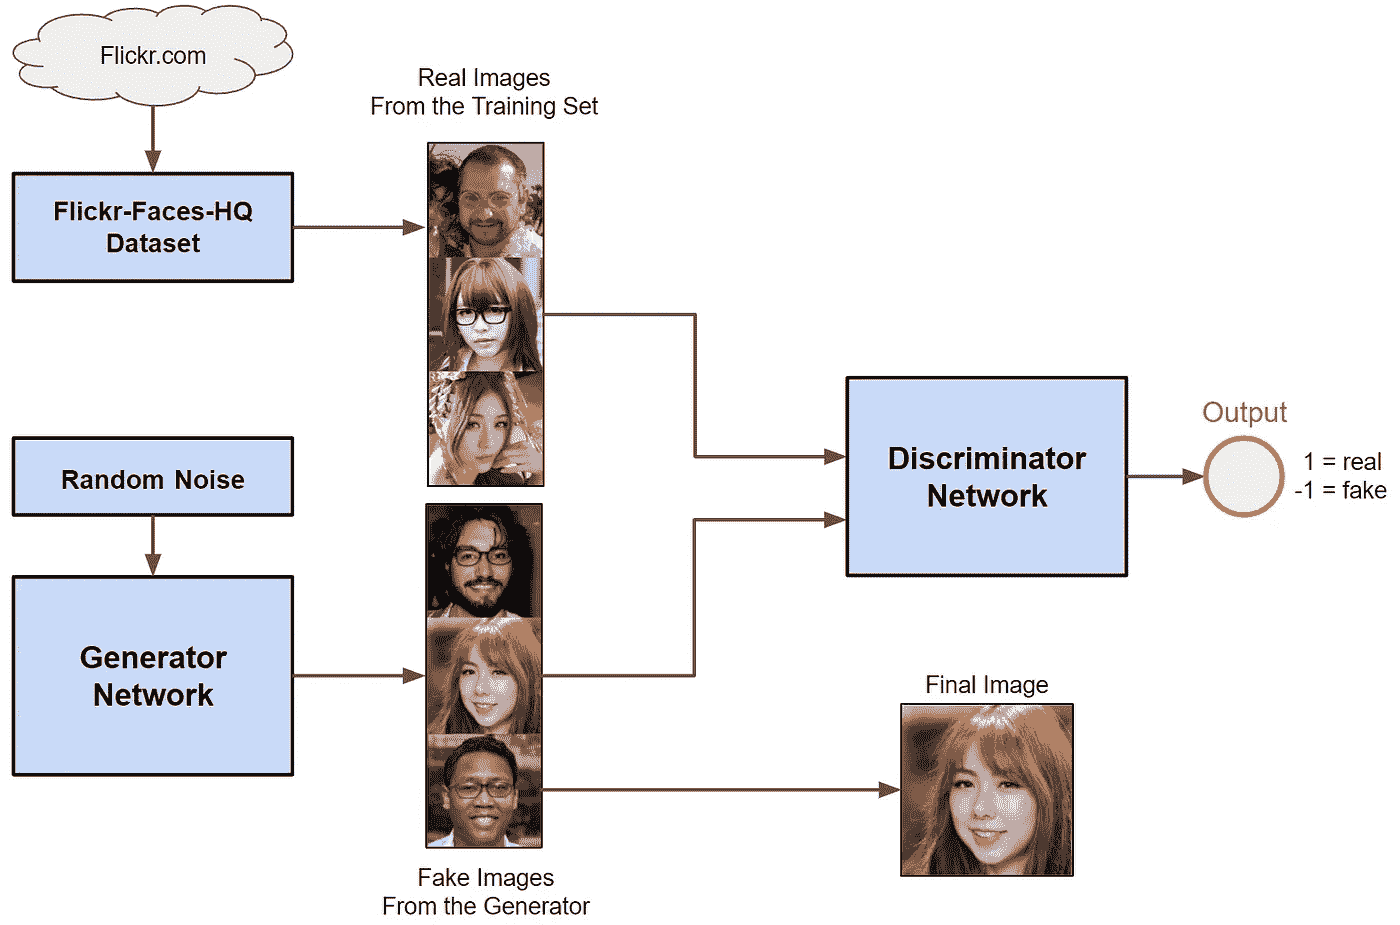 Flickr.com
Real Images
From the Training Set
Flickr-Faces-HQ
Dataset
Random Noise
Generator
Network
Fake Images
From the Generator
Discriminator
Network
Output
1 = real
-1 = fake
Final Image